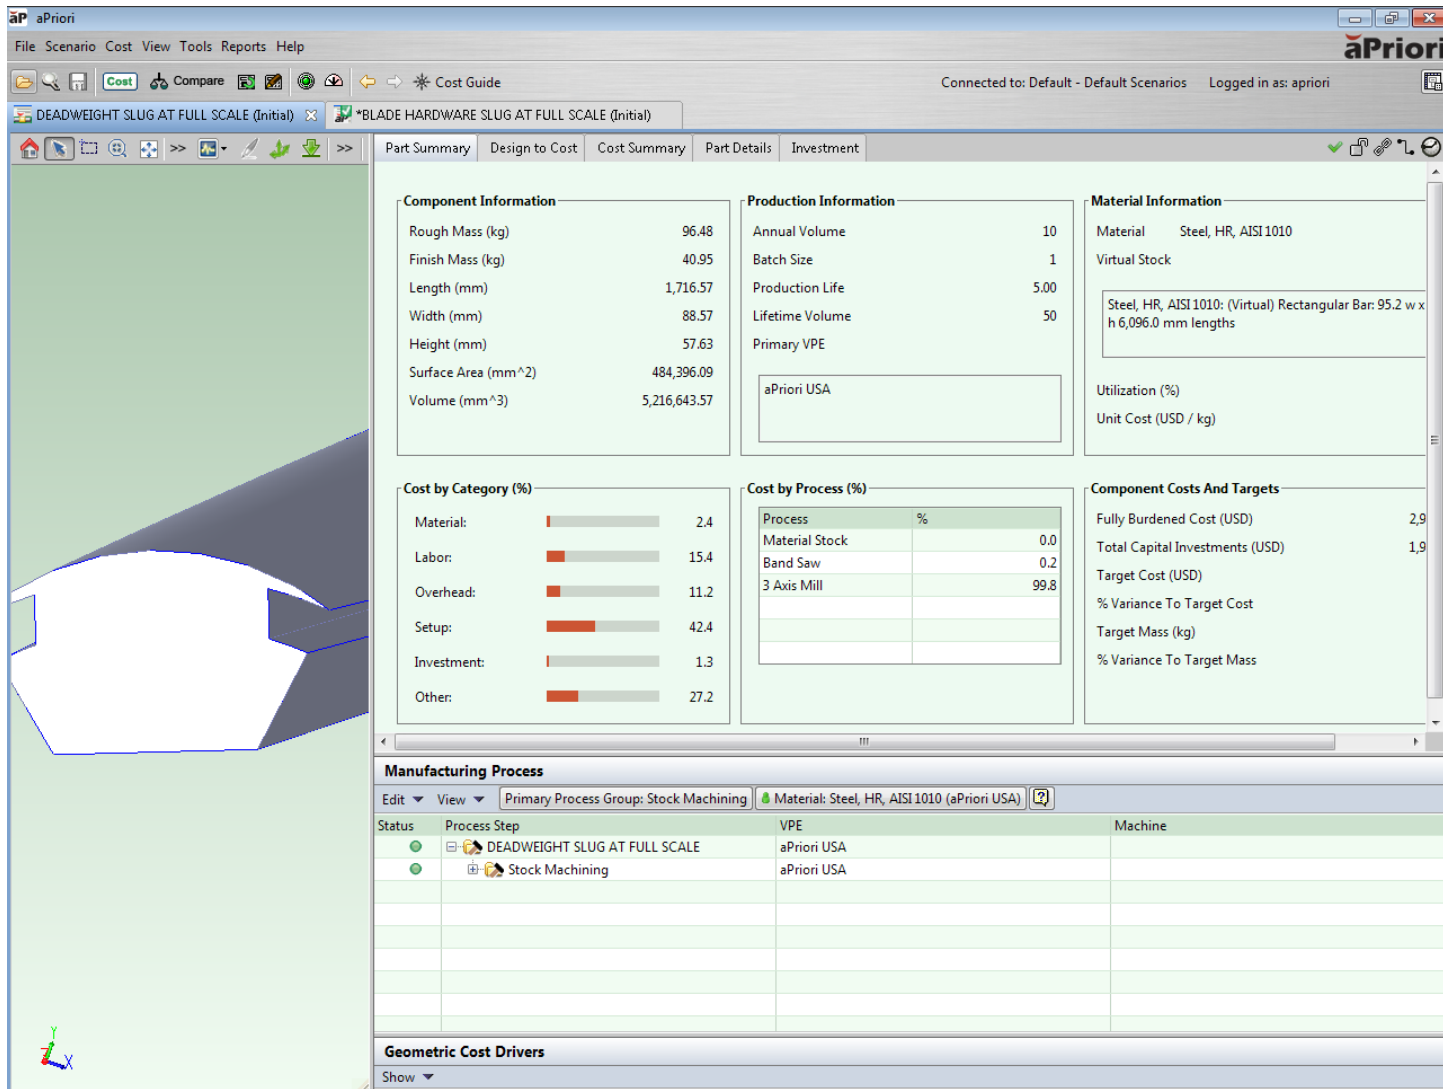 aP aPriori
File Scenario Cost View Tools Reports Help
aPriori
Cost Compare Cost Guide Connected to: Default - Default Scenarios Logged in as: apriori
DEADWEIGHT SLUG AT FULL SCALE (Initial) *BLADE HARDWARE SLUG AT FULL SCALE (Initial)
>> >> Part Summary Design to Cost Cost Summary Part Details Investment
Component Information
Rough Mass (kg) 96.48
Finish Mass (kg) 40.95
Length (mm) 1,716.57
Width (mm) 88.57
Height (mm) 57.63
Surface Area (mm^2) 484,396.09
Volume (mm^3) 5,216,643.57
Production Information
Annual Volume 10
Batch Size 1
Production Life 5.00
Lifetime Volume 50
Primary VPE
aPriori USA
Material Information
Material Steel, HR, AISI 1010
Virtual Stock
Steel, HR, AISI 1010: (Virtual) Rectangular Bar: 95.2 w x
h 6,096.0 mm lengths
Utilization (%)
Unit Cost (USD / kg)
Cost by Category (%)
Material: 2.4
Labor: 15.4
Overhead: 11.2
Setup: 42.4
Investment: 1.3
Other: 27.2
Cost by Process (%)
Process %
Material Stock 0.0
Band Saw 0.2
3 Axis Mill 99.8
Component Costs And Targets
Fully Burdened Cost (USD) 2,9
Total Capital Investments (USD) 1,9
Target Cost (USD)
% Variance To Target Cost
Target Mass (kg)
% Variance To Target Mass
Manufacturing Process
Edit View Primary Process Group: Stock Machining Material: Steel, HR, AISI 1010 (aPriori USA)
Status Process Step VPE Machine
DEADWEIGHT SLUG AT FULL SCALE aPriori USA
Stock Machining aPriori USA
Y
X
Geometric Cost Drivers
Show